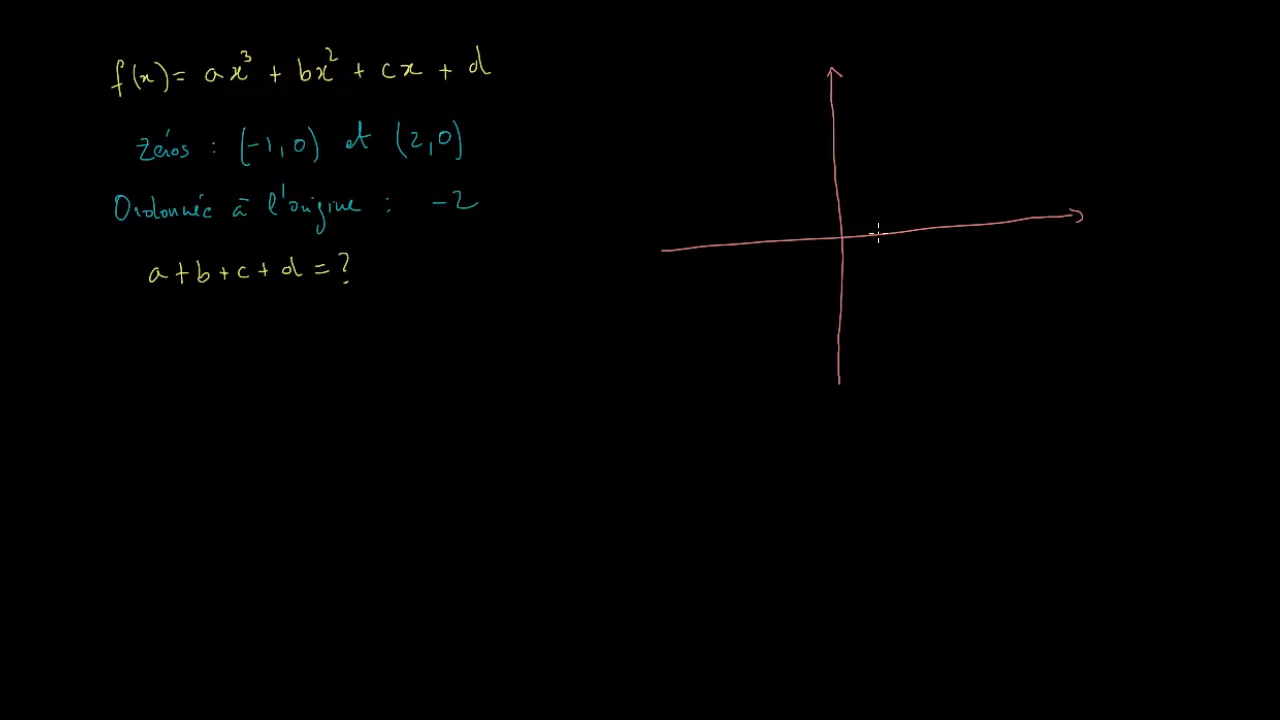 f(x) = ax³ + bx² + cx + d
Zéros : (-1,0) et (2,0)
Ordonnée à l'origine : -2
a + b + c + d = ?